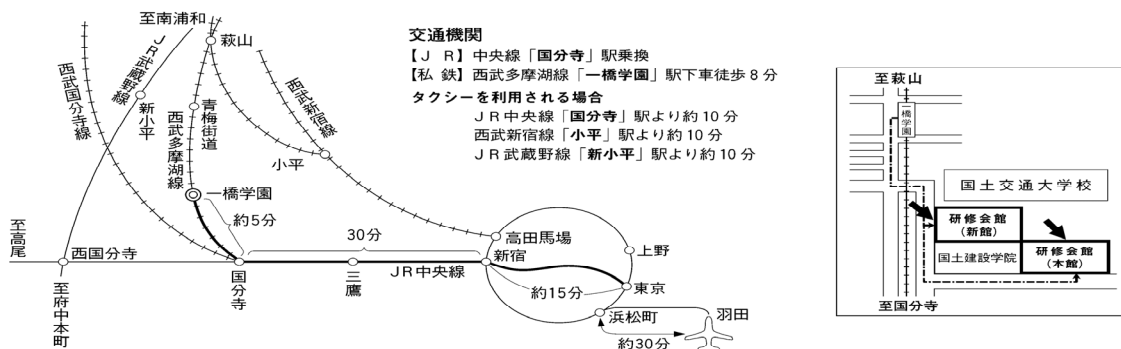 交通機関
【JR】中央線「国分寺」駅乗換
【私鉄】西武多摩湖線「一橋学園」駅下車徒歩8分
タクシーを利用される場合
JR中央線「国分寺」駅より約10分
西武新宿線「小平」駅より約10分
JR武蔵野線「新小平」駅より約10分
至南浦和
萩山
JR武蔵野線
西武国分寺線
新小平
青梅街道
西武多摩湖線
西武新宿線
小平
一橋学園
約5分
至高尾
西国分寺
30分
高田馬場
新宿
上野
国分寺
三鷹
JR中央線
約15分
東京
至府中本町
浜松町
羽田
約30分
至萩山
一橋学園
国土交通大学校
研修会館
(新館)
国土建設学院
研修会館
(本館)
至国分寺